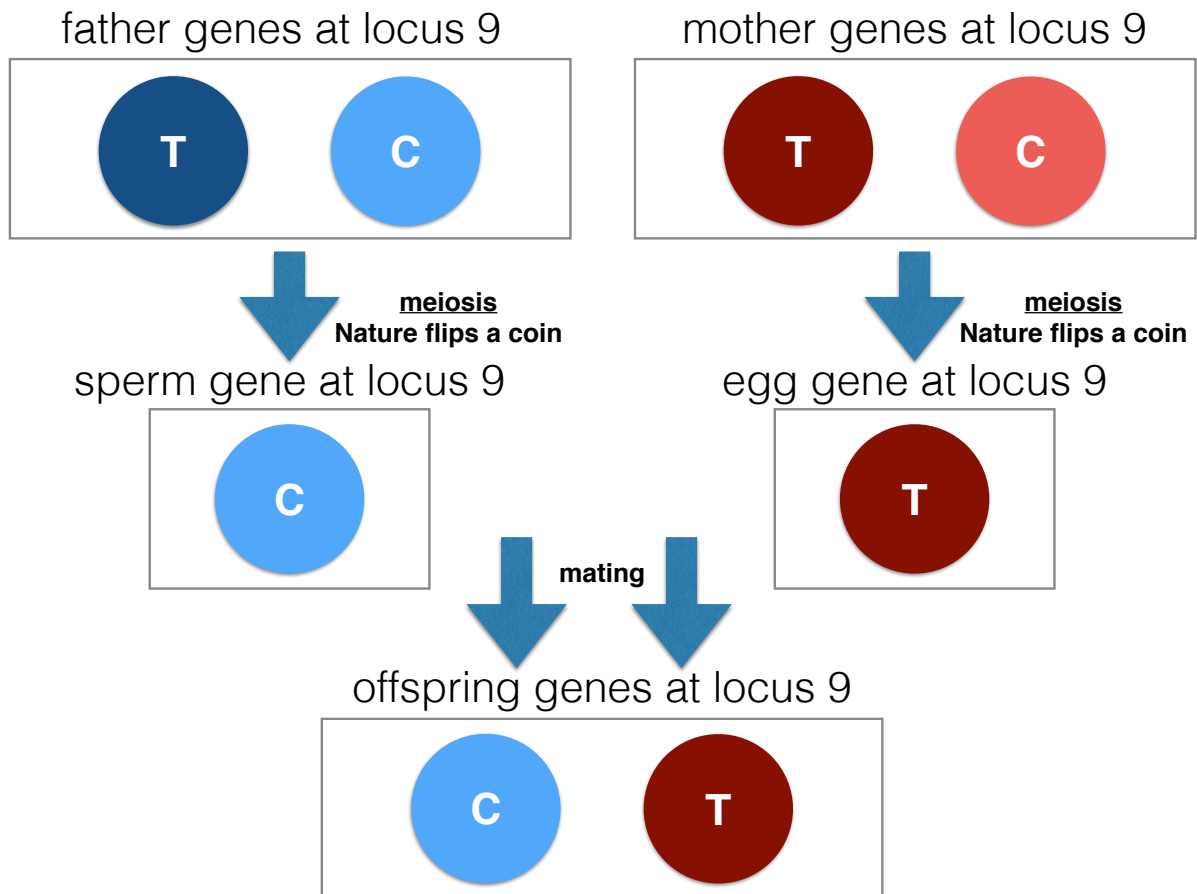 father genes at locus 9
mother genes at locus 9
T
C
T
C
meiosis
Nature flips a coin
meiosis
Nature flips a coin
sperm gene at locus 9
egg gene at locus 9
C
T
mating
offspring genes at locus 9
C
T